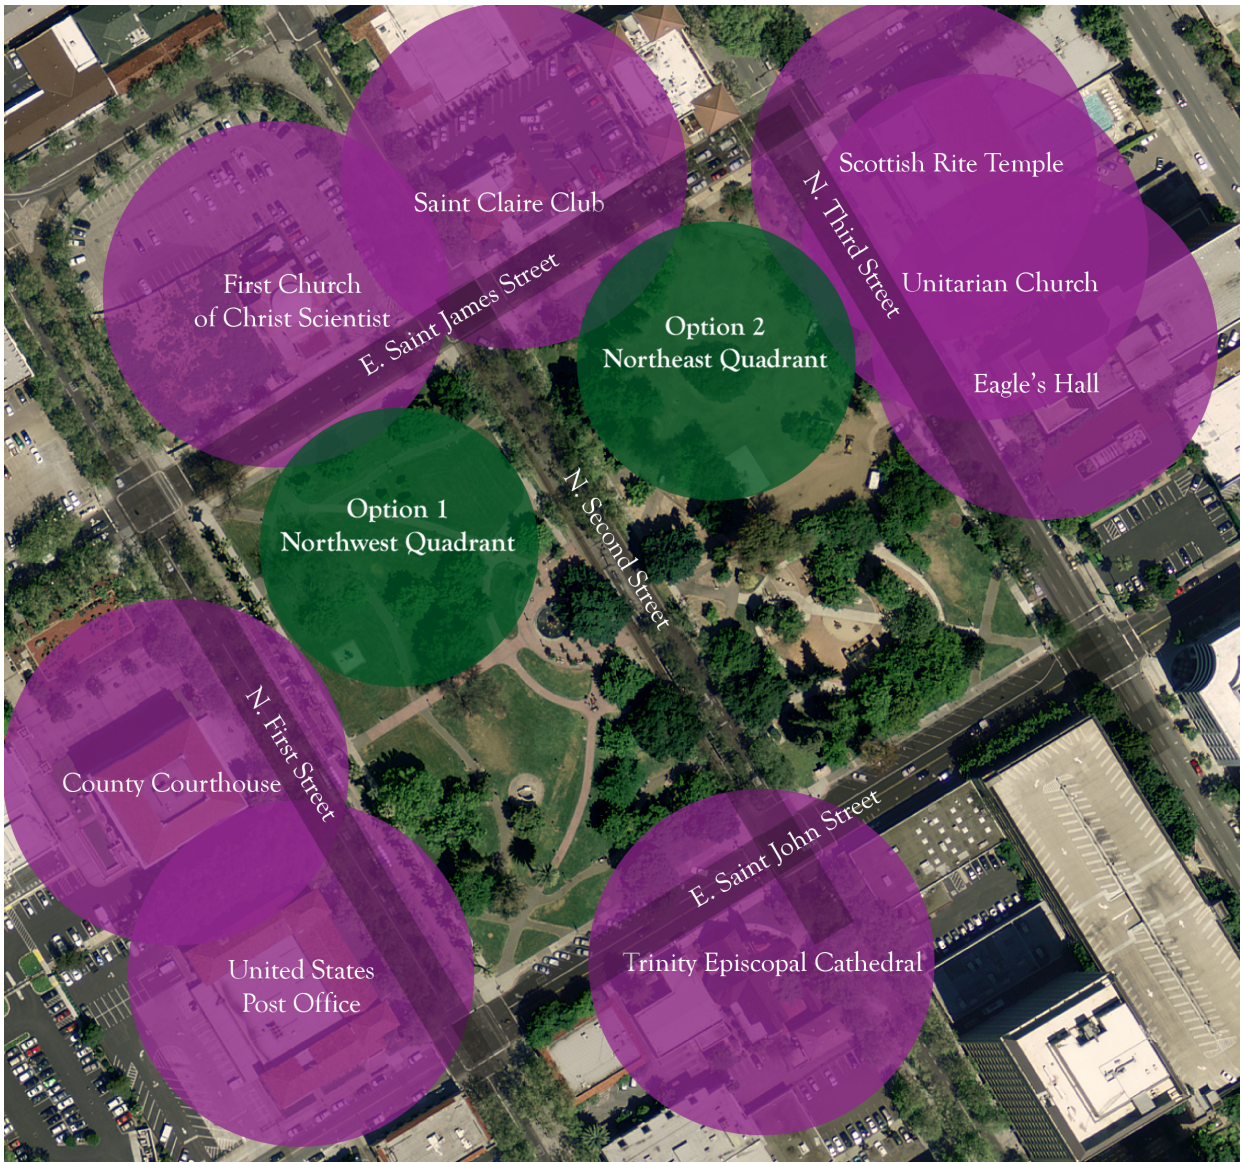 Scottish Rite Temple
Saint Claire Club
N. Third Street
First Church
of Christ Scientist
Unitarian Church
E. Saint James Street
Option 2
Northeast Quadrant
Eagle's Hall
Option 1
Northwest Quadrant
N. Second Street
N. First Street
County Courthouse
E. Saint John Street
United States
Post Office
Trinity Episcopal Cathedral